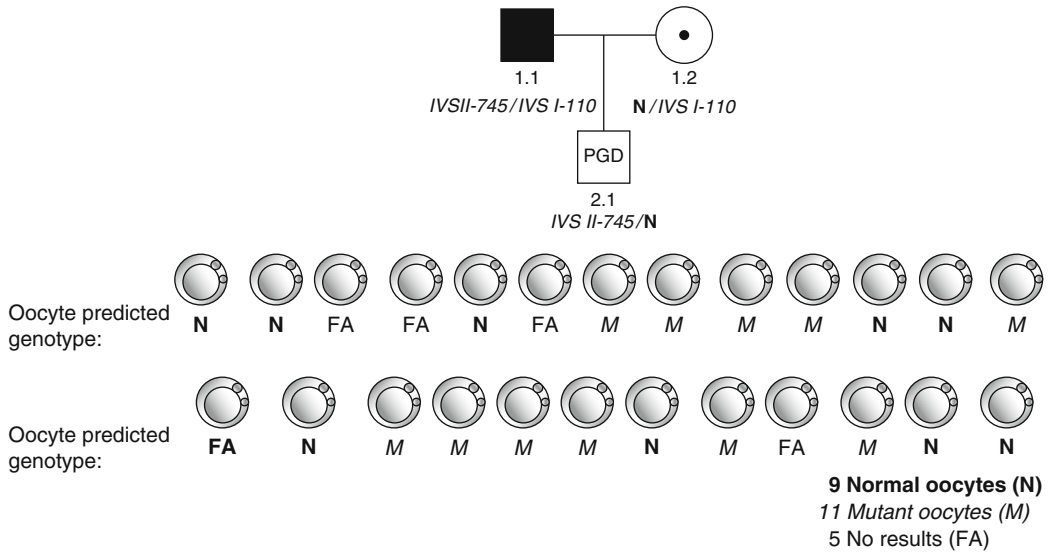 1.1 1.2
IVSII-745/IVS I-110 N/IVS I-110
PGD
2.1
IVS II-745/N
Oocyte predicted
genotype:
N N FA FA N FA M M M M N N M
Oocyte predicted
genotype:
FA N M M M M N M FA M N N
9 Normal oocytes (N)
11 Mutant oocytes (M)
5 No results (FA)